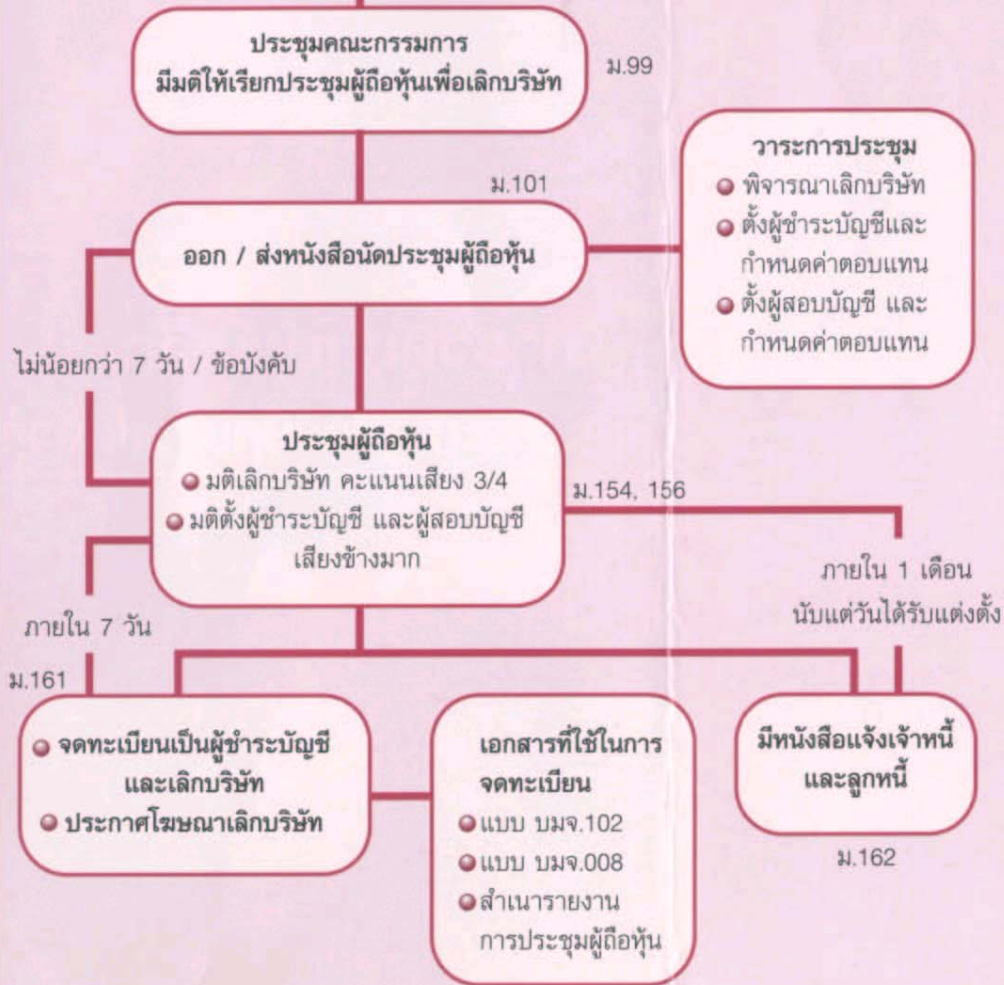 ประชุมคณะกรรมการ
มีมติให้เรียกประชุมผู้ถือหุ้นเพื่อเลิกบริษัท
ม.99
วาระการประชุม
พิจารณาเลิกบริษัท
ตั้งผู้ชำระบัญชีและ
กำหนดค่าตอบแทน
ตั้งผู้สอบบัญชี และ
กำหนดค่าตอบแทน
ม.101
ออก / ส่งหนังสือนัดประชุมผู้ถือหุ้น
ไม่น้อยกว่า 7 วัน / ข้อบังคับ
ประชุมผู้ถือหุ้น
มติเลิกบริษัท คะแนนเสียง 3/4
มติตั้งผู้ชำระบัญชี และผู้สอบบัญชี
เสียงข้างมาก
ม.154, 156
ภายใน 1 เดือน
นับแต่วันได้รับแต่งตั้ง
ภายใน 7 วัน
ม.161
จดทะเบียนเป็นผู้ชำระบัญชี
และเลิกบริษัท
ประกาศโฆษณาเลิกบริษัท
เอกสารที่ใช้ในการ
จดทะเบียน
แบบ บมจ.102
แบบ บมจ.008
สำเนารายงาน
การประชุมผู้ถือหุ้น
มีหนังสือแจ้งเจ้าหนี้
และลูกหนี้
ม.162